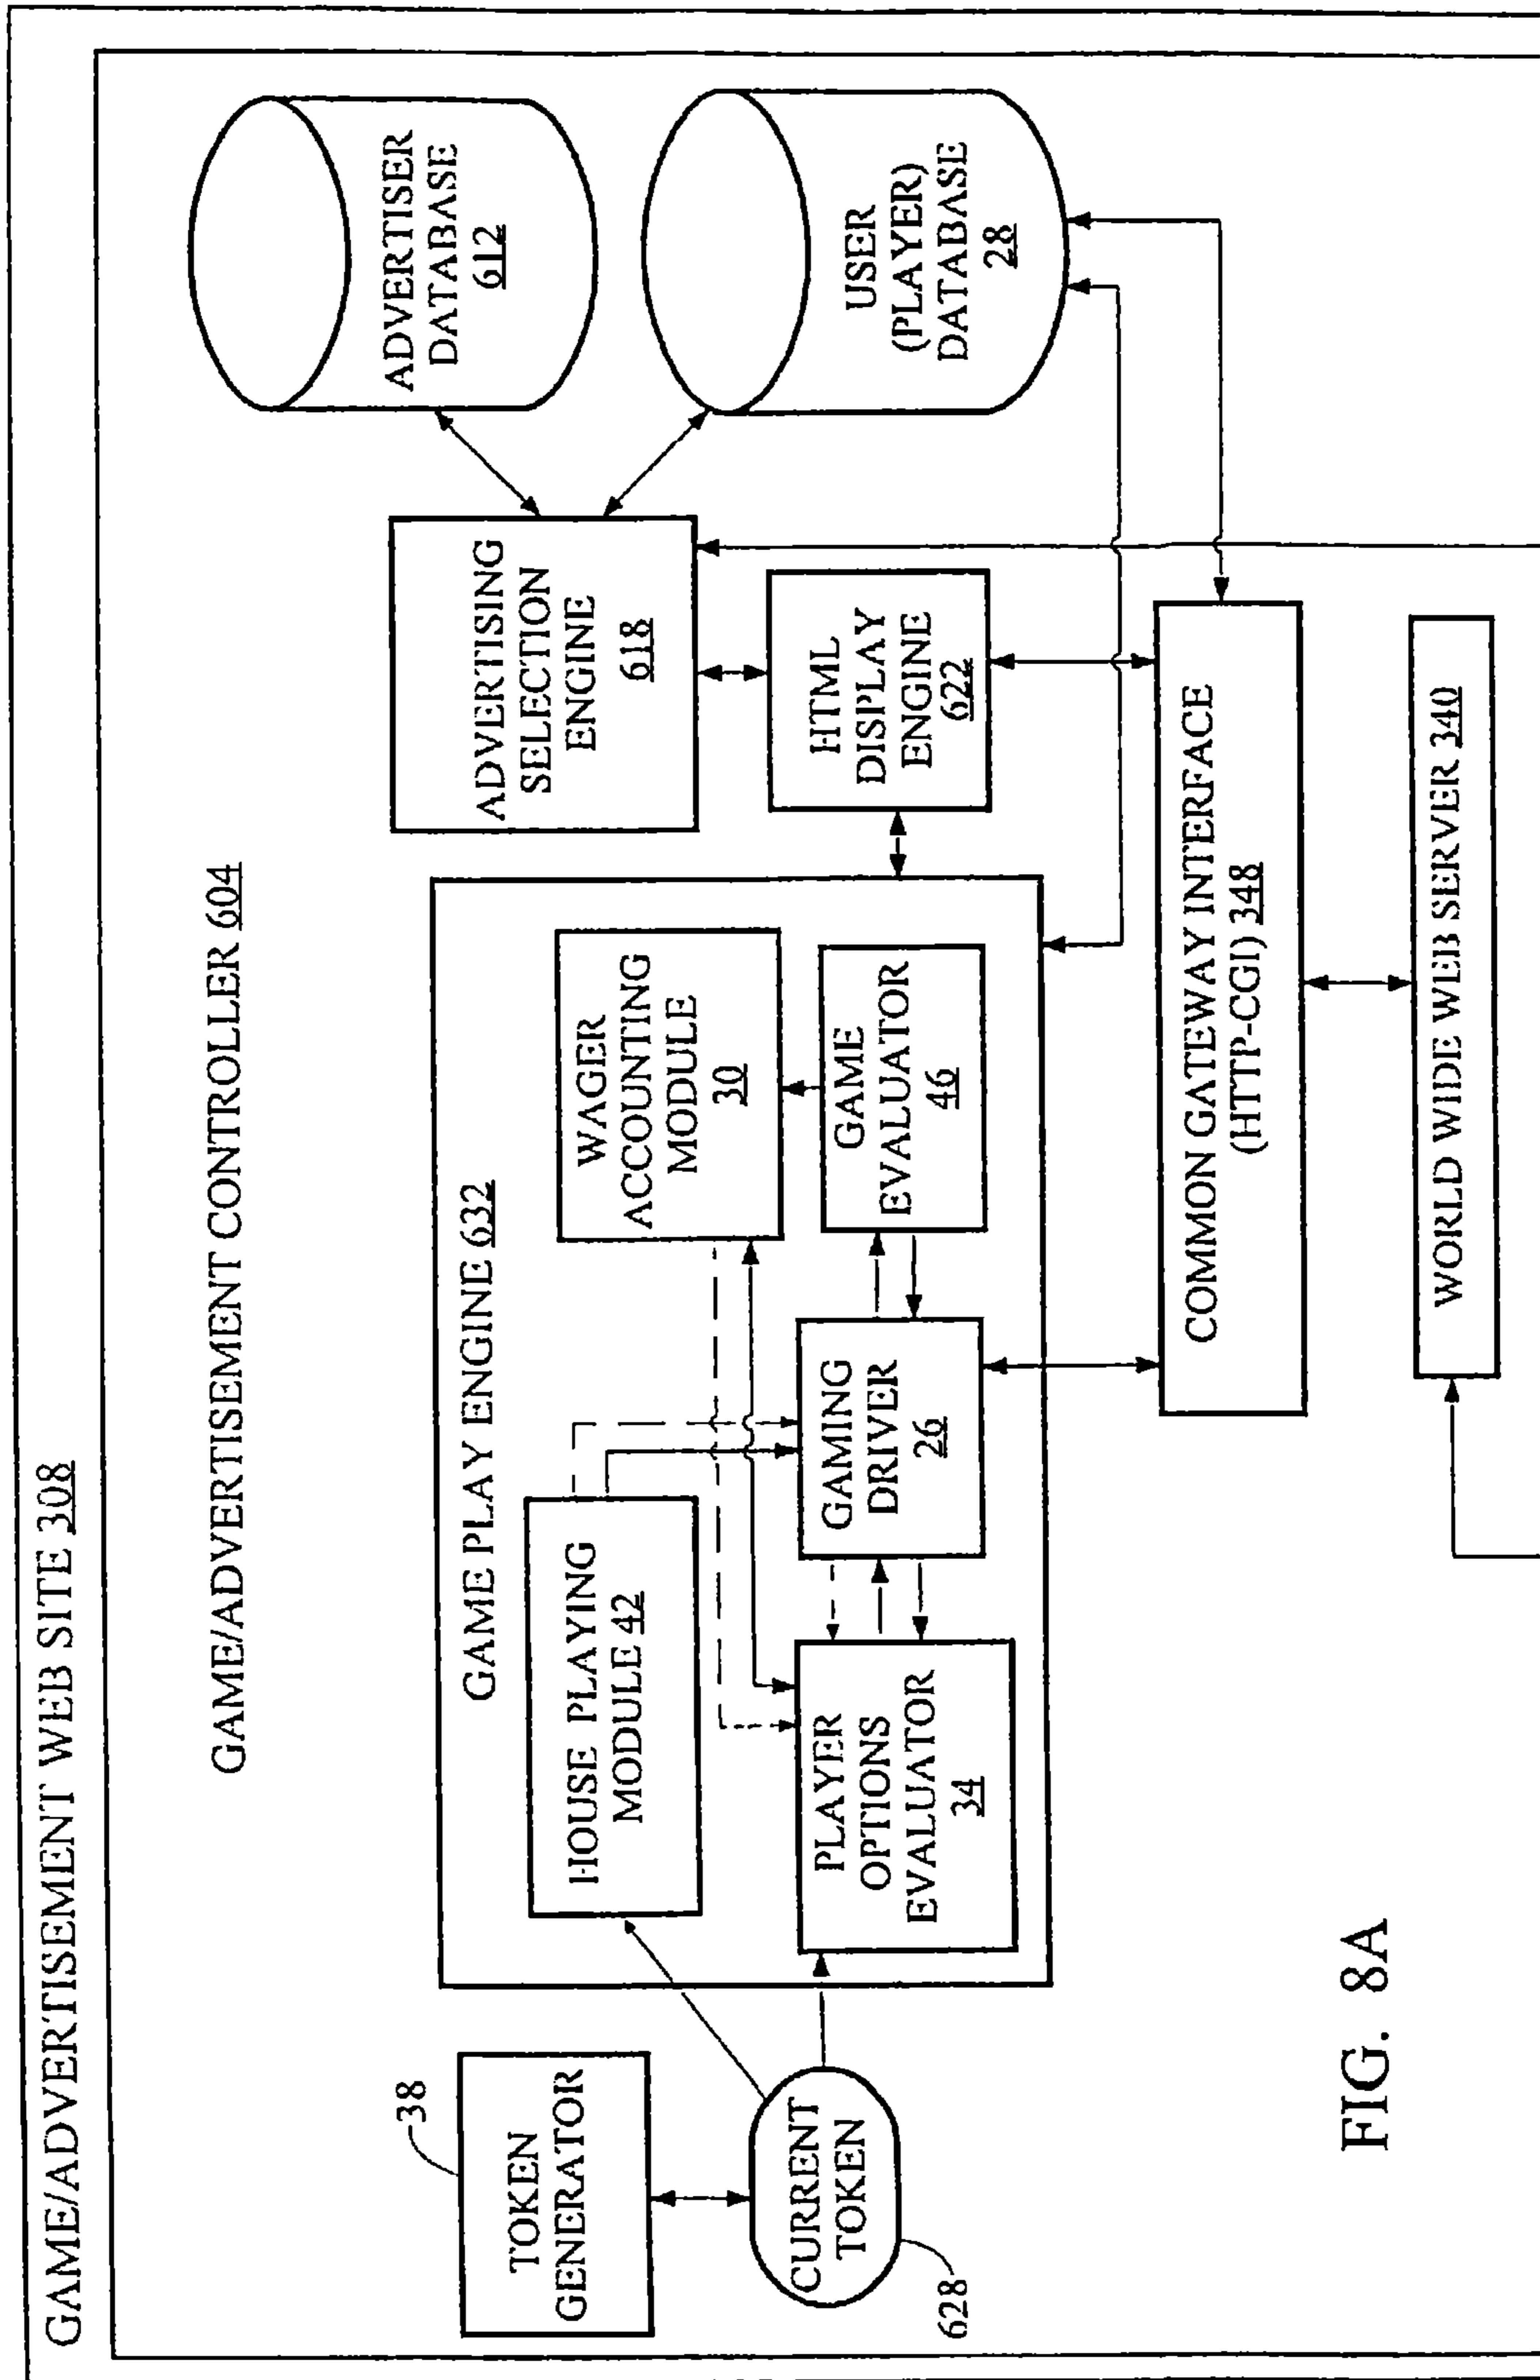 GAME/ADVERTISEMENT WEB SITE 308
GAME/ADVERTISEMENT CONTROLLER 604
38
TOKEN
GENERATOR
CURRENT
TOKEN
628
GAME PLAY ENGINE 632
HOUSE PLAYING
MODULE 42
WAGER
ACCOUNTING
MODULE
30
PLAYER
OPTIONS
EVALUATOR
34
GAMING
DRIVER
26
GAME
EVALUATOR
46
ADVERTISING
SELECTION
ENGINE
618
HTML
DISPLAY
ENGINE
622
ADVERTISER
DATABASE
612
USER
(PLAYER)
DATABASE
28
COMMON GATEWAY INTERFACE
(HTTP-CGI) 348
WORLD WIDE WEB SERVER 340
FIG. 8A